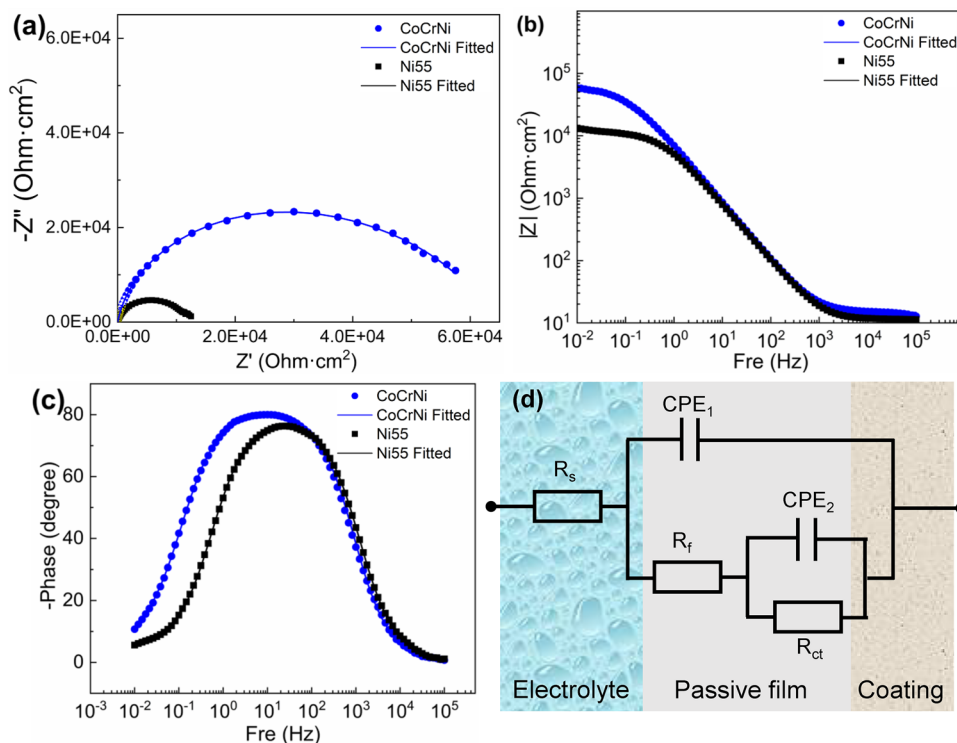 (a)
6.0E+04
4.0E+04
2.0E+04
0.0E+00
-Z'' (Ohm·cm²)
CoCrNi
CoCrNi Fitted
Ni55
Ni55 Fitted
0.0E+00 2.0E+04 4.0E+04 6.0E+04
Z' (Ohm·cm²)
(b)
10⁵
10⁴
10³
10²
10¹
|Z| (Ohm·cm²)
CoCrNi
CoCrNi Fitted
Ni55
Ni55 Fitted
10⁻² 10⁻¹ 10⁰ 10¹ 10² 10³ 10⁴ 10⁵
Fre (Hz)
(c)
80
60
40
20
0
-Phase (degree)
CoCrNi
CoCrNi Fitted
Ni55
Ni55 Fitted
10⁻³ 10⁻² 10⁻¹ 10⁰ 10¹ 10² 10³ 10⁴ 10⁵
Fre (Hz)
(d)
CPE₁
Rₛ
CPE₂
R_f
R_ct
Electrolyte Passive film Coating